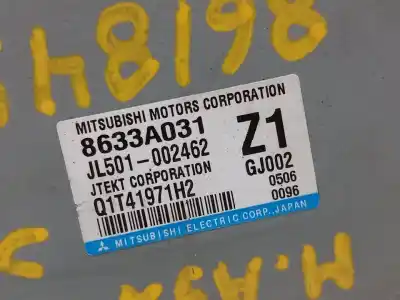 MITSUBISHI MOTORS CORPORATION
8633A031
Z1
JL501-002462
GJ002
JTEKT CORPORATION
0506
Q1T41971H2
0096
MITSUBISHI ELECTRIC CORP., JAPAN